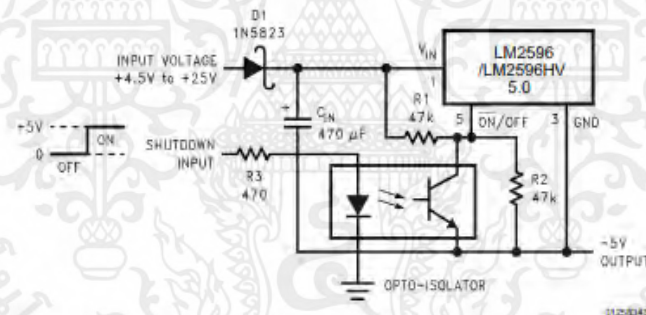 D1
1N5823
INPUT VOLTAGE
+4.5V to +25V
VIN
1
LM2596
/LM2596HV
5.0
5
ON/OFF
3
GND
+
CIN
470 µF
R1
47k
+5V
0
OFF
ON
SHUTDOWN
INPUT
R3
470
R2
47k
-5V
OUTPUT
OPTO-ISOLATOR